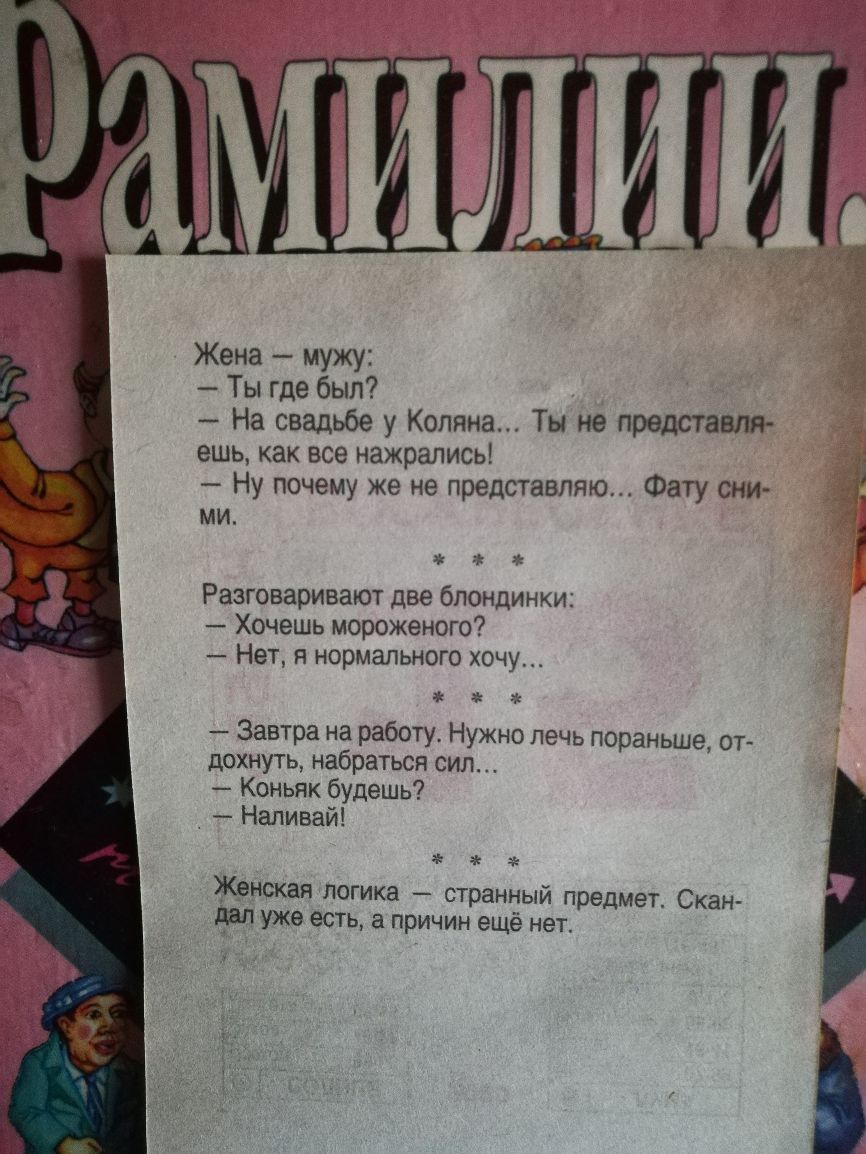 РАМИЛИИ.
Жена — мужу:
— Ты где был?
— На свадьбе у Коляна... Ты не представля-
ешь, как все нажрались!
— Ну почему же не представляю... Фату сни-
ми.
* * *
Разговаривают две блондинки:
— Хочешь мороженого?
— Нет, я нормального хочу...
* * *
— Завтра на работу. Нужно лечь пораньше, от-
дохнуть, набраться сил...
— Коньяк будешь?
— Наливай!
* * *
Женская логика — странный предмет. Скан-
дал уже есть, а причин ещё нет.